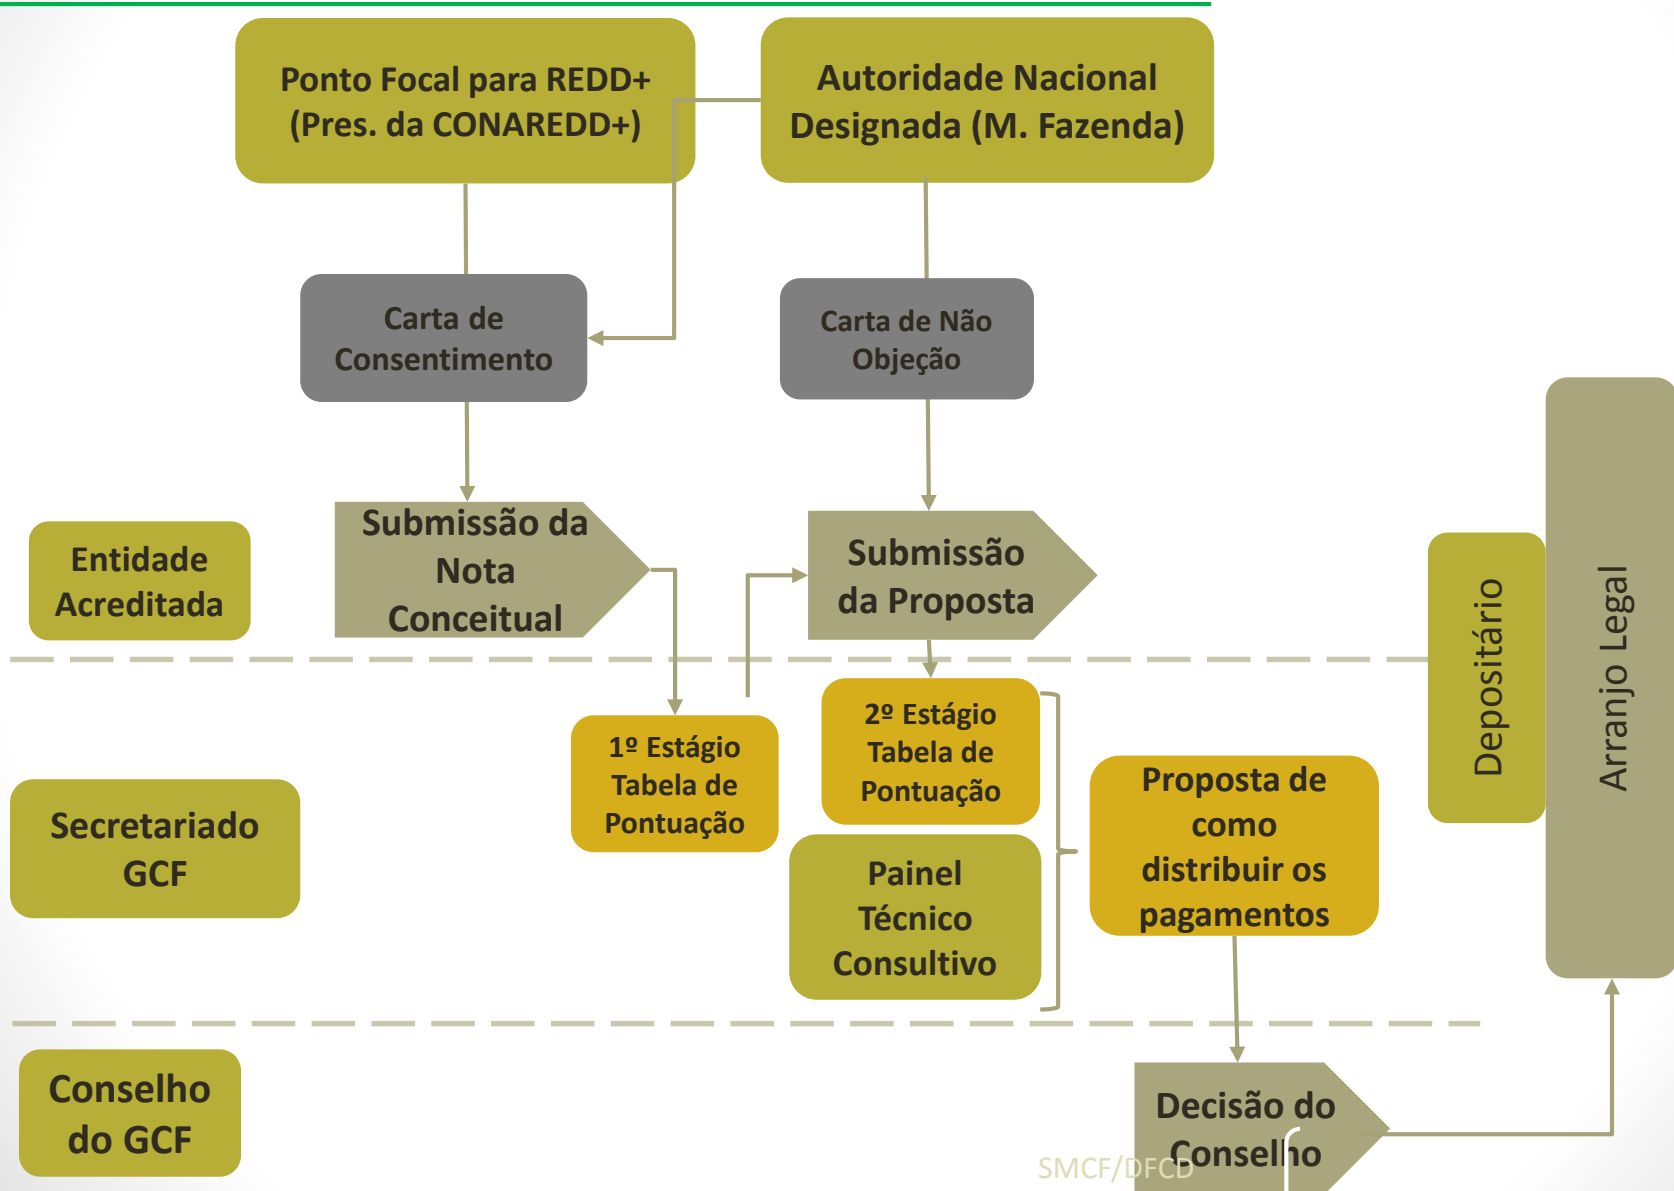 Ponto Focal para REDD+
(Pres. da CONAREDD+)
Autoridade Nacional
Designada (M. Fazenda)
Carta de
Consentimento
Carta de Não
Objeção
Entidade
Acreditada
Submissão da
Nota
Conceitual
Submissão
da Proposta
Depositário
Arranjo Legal
Secretariado
GCF
1º Estágio
Tabela de
Pontuação
2º Estágio
Tabela de
Pontuação
Painel
Técnico
Consultivo
Proposta de
como
distribuir os
pagamentos
Conselho
do GCF
Decisão do
Conselho
SMCF/DFCD